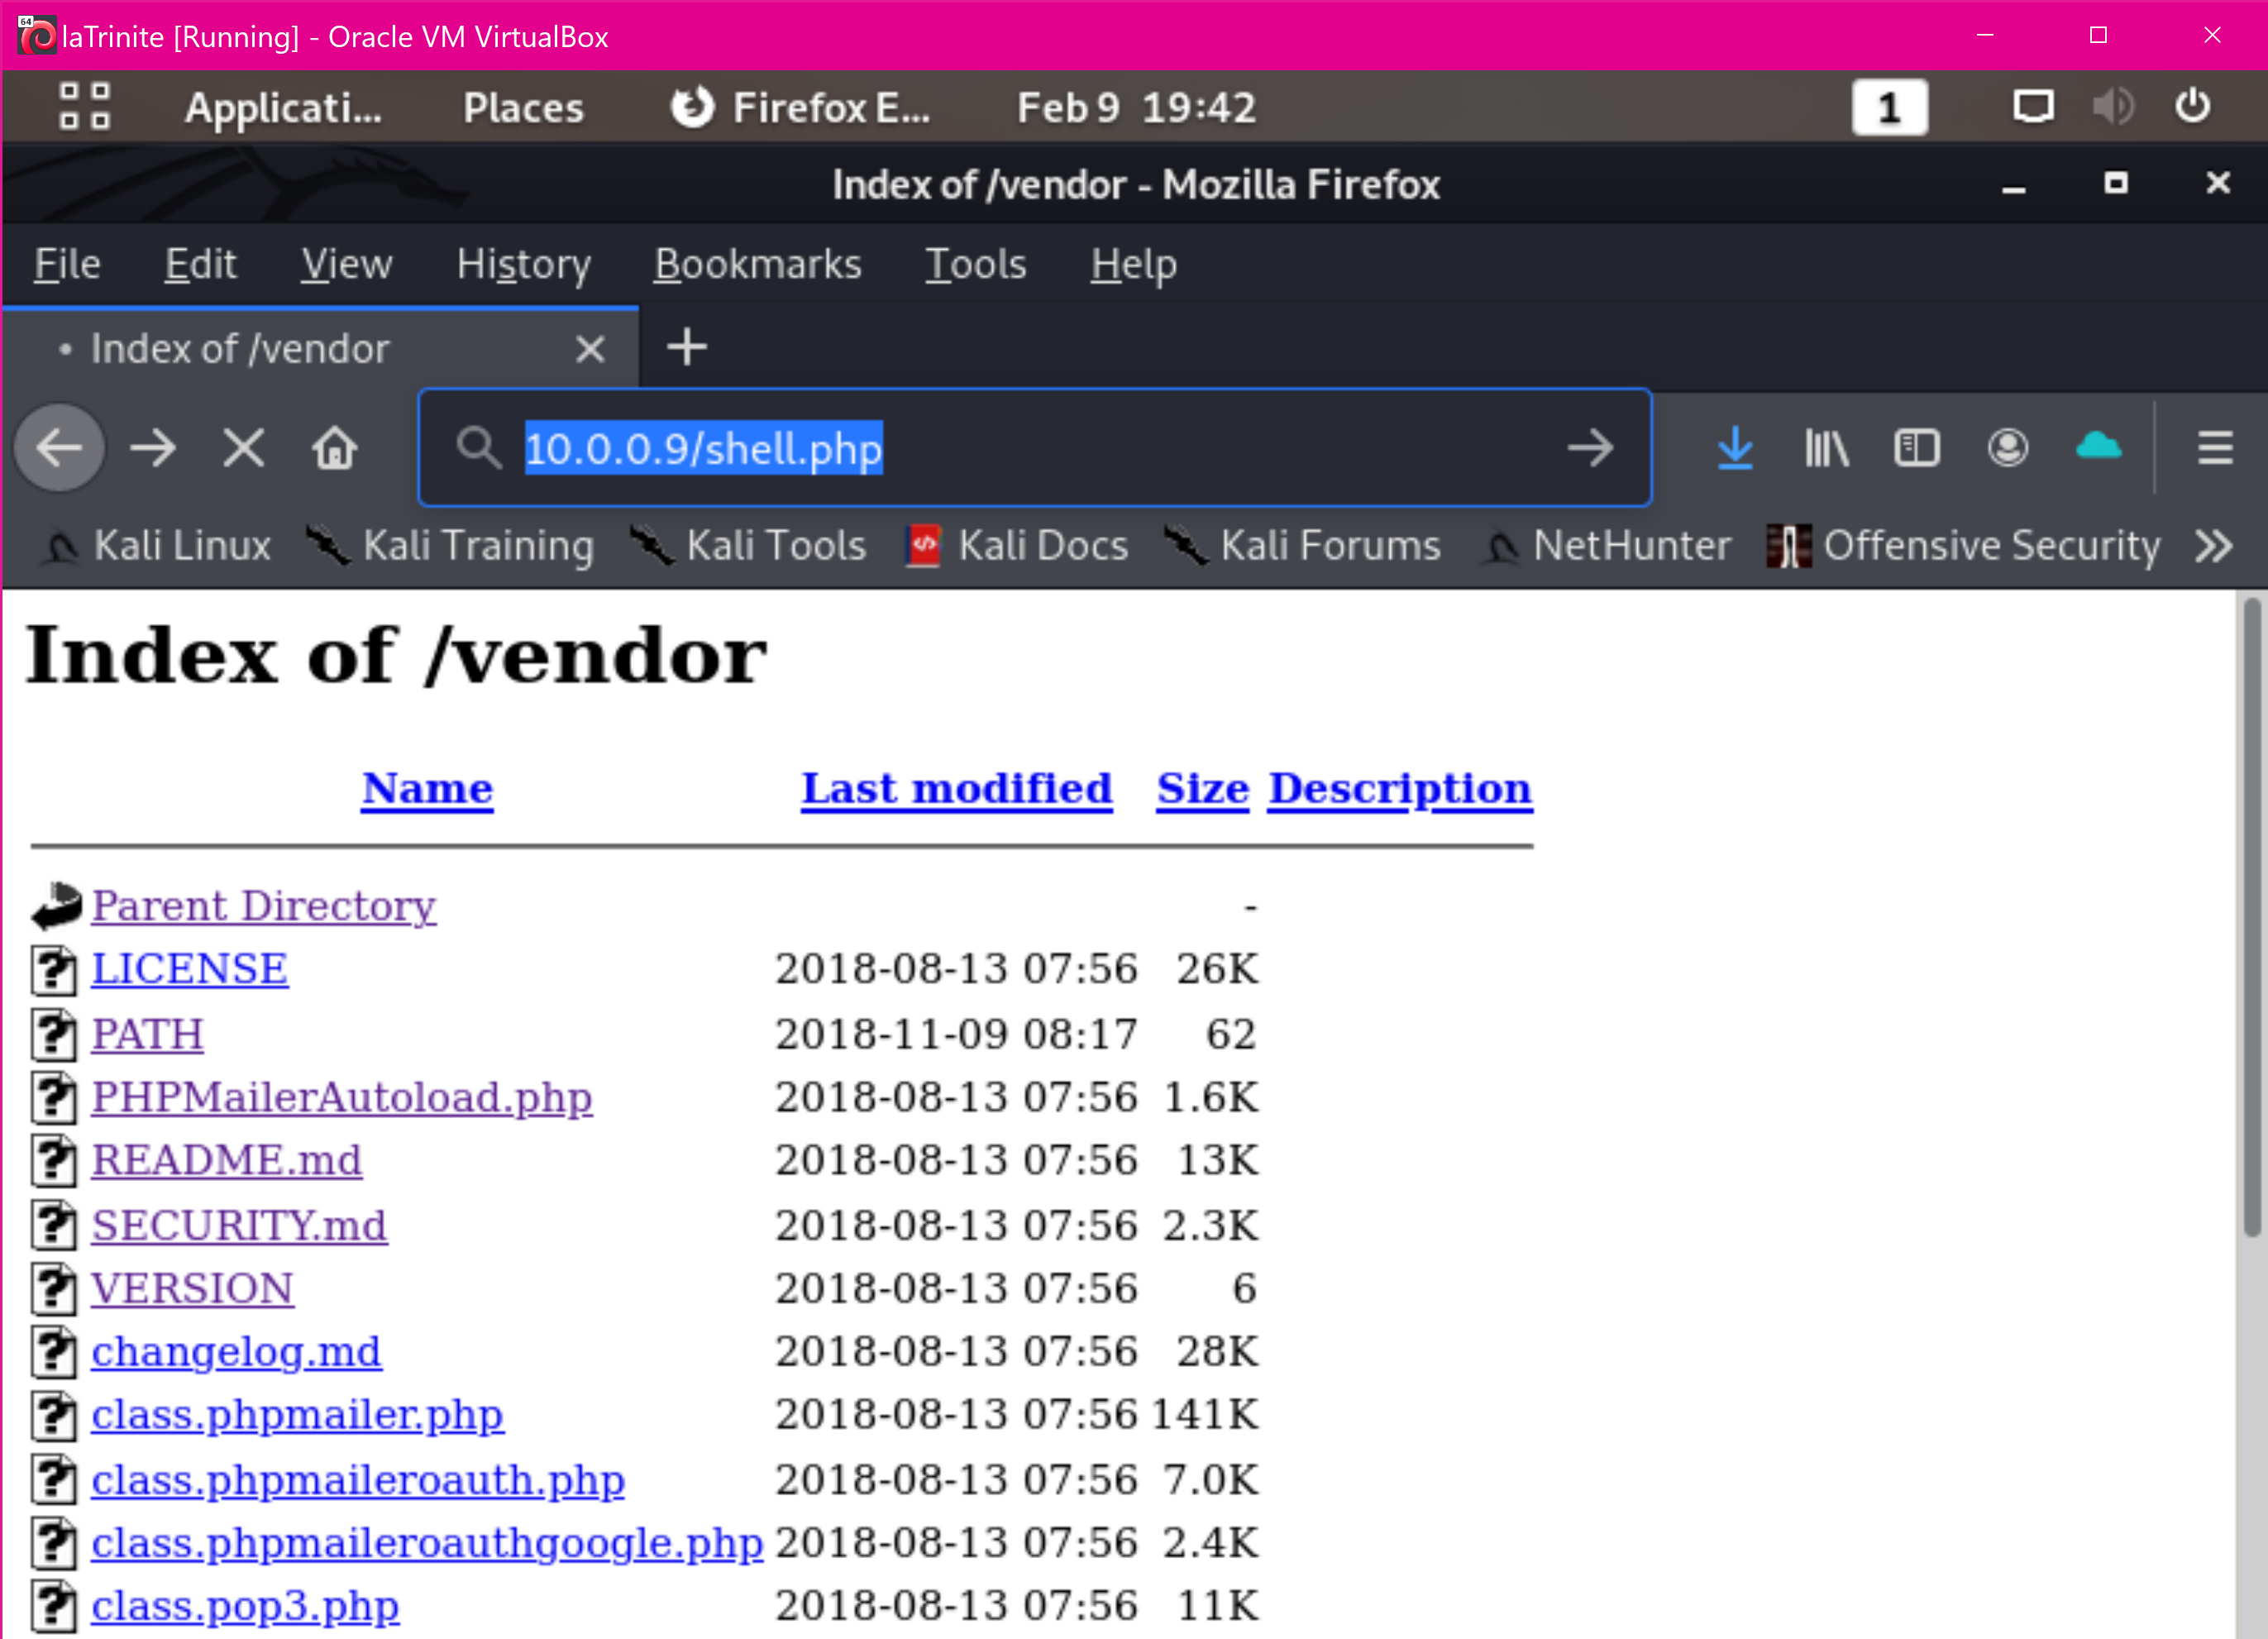 64
laTrinite [Running] - Oracle VM VirtualBox
Applicati... Places Firefox E... Feb 9 19:42 1
Index of /vendor - Mozilla Firefox
File Edit View History Bookmarks Tools Help
• Index of /vendor
10.0.0.9/shell.php
Kali Linux Kali Training Kali Tools Kali Docs Kali Forums NetHunter Offensive Security
Index of /vendor
Name Last modified Size Description
Parent Directory -
LICENSE 2018-08-13 07:56 26K
PATH 2018-11-09 08:17 62
PHPMailerAutoload.php 2018-08-13 07:56 1.6K
README.md 2018-08-13 07:56 13K
SECURITY.md 2018-08-13 07:56 2.3K
VERSION 2018-08-13 07:56 6
changelog.md 2018-08-13 07:56 28K
class.phpmailer.php 2018-08-13 07:56 141K
class.phpmaileroauth.php 2018-08-13 07:56 7.0K
class.phpmaileroauthgoogle.php 2018-08-13 07:56 2.4K
class.pop3.php 2018-08-13 07:56 11K